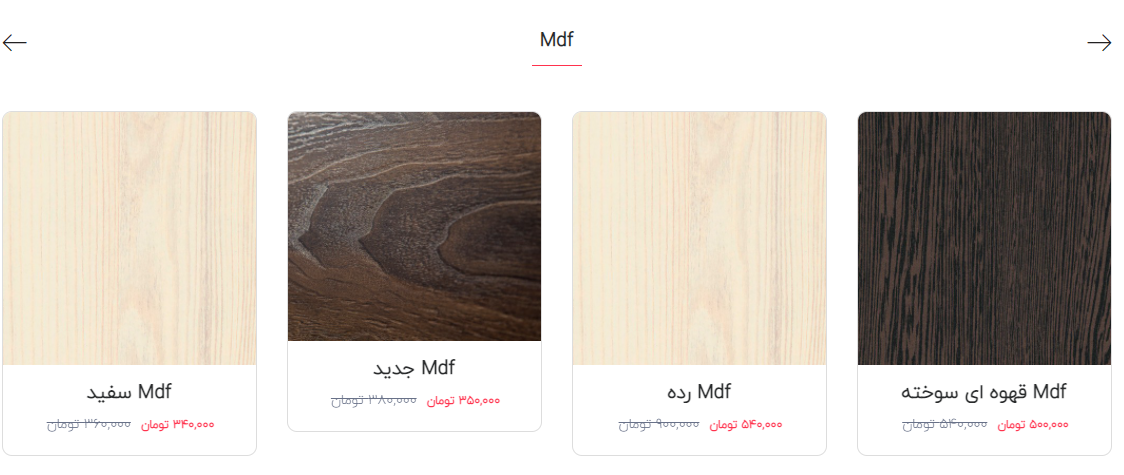 Mdf
Mdf قهوه ای سوخته
۵۰۰,۰۰۰ تومان ۵۴۰,۰۰۰ تومان
Mdf رده
۵۴۰,۰۰۰ تومان ۹۰۰,۰۰۰ تومان
Mdf جدید
۳۵۰,۰۰۰ تومان ۳۸۰,۰۰۰ تومان
Mdf سفید
۳۴۰,۰۰۰ تومان ۳۶۰,۰۰۰ تومان